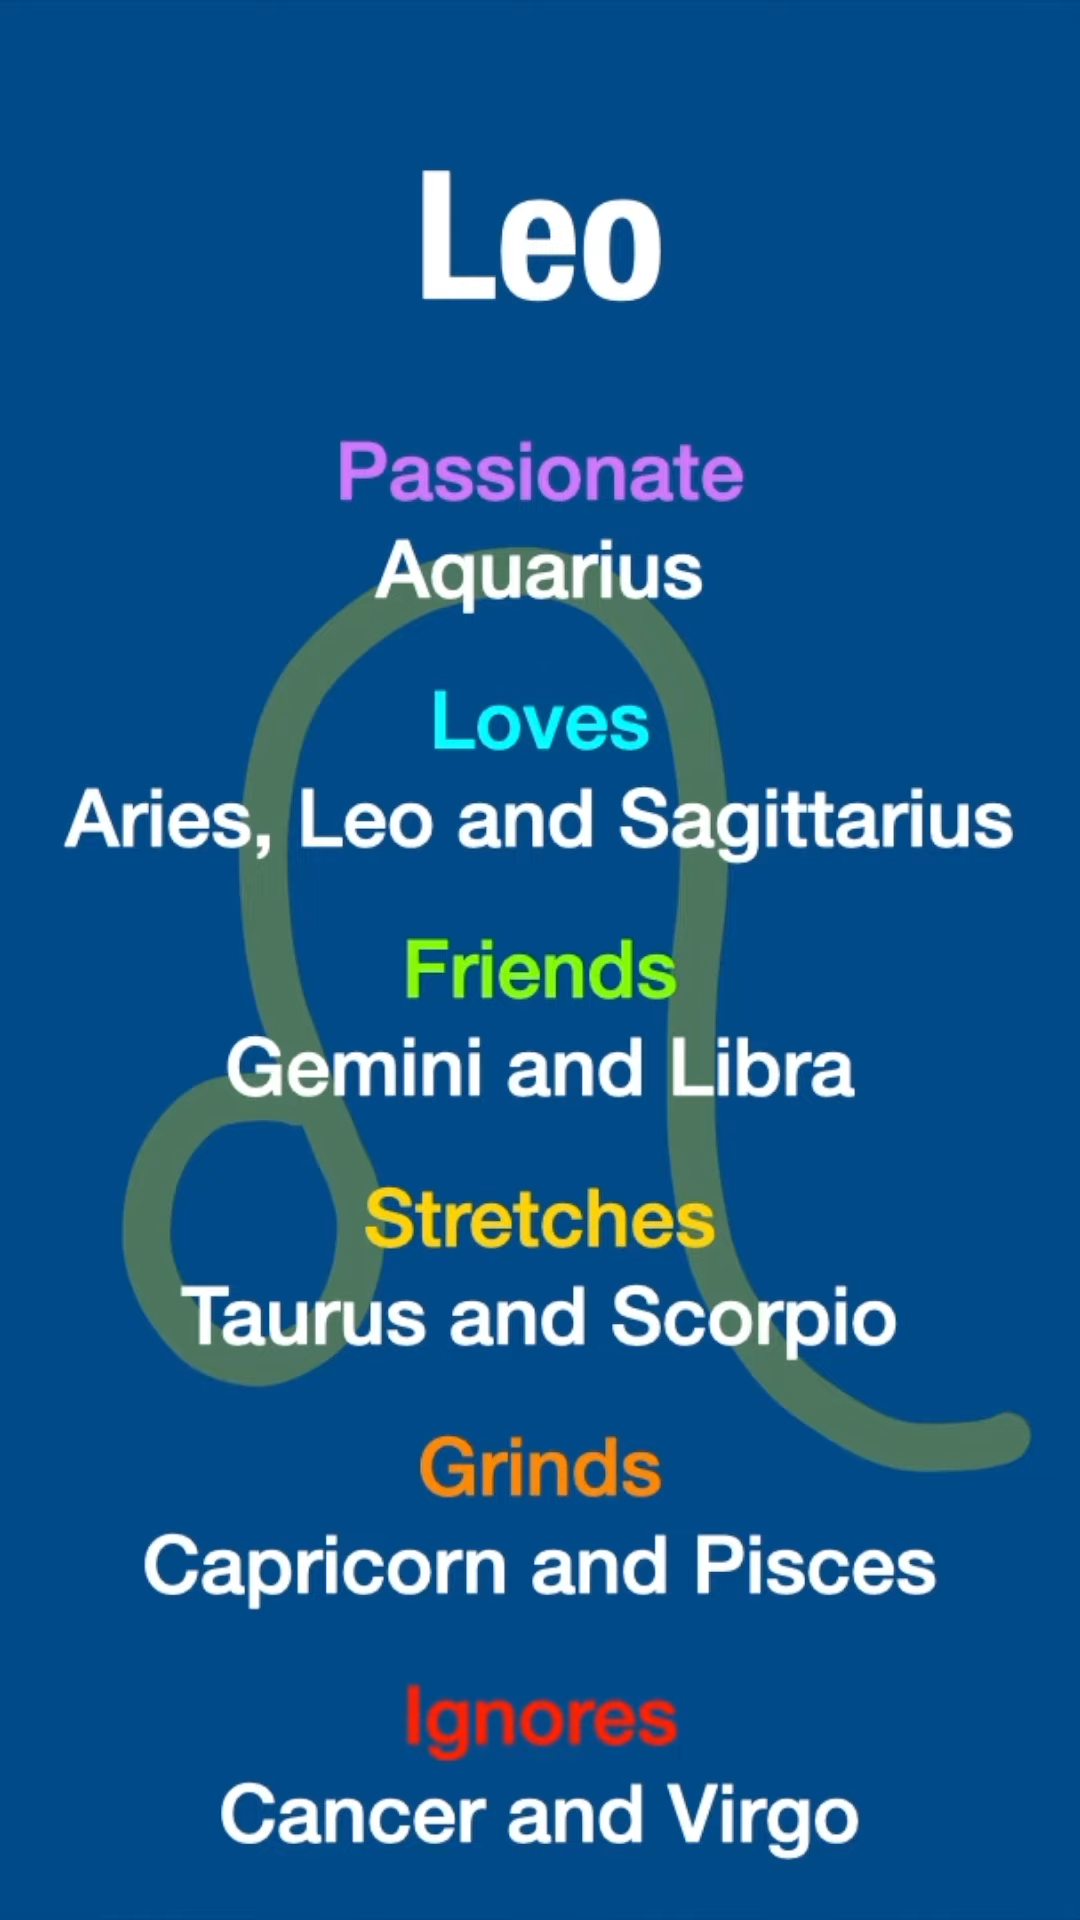 Leo
Passionate
Aquarius
Loves
Aries, Leo and Sagittarius
Friends
Gemini and Libra
Stretches
Taurus and Scorpio
Grinds
Capricorn and Pisces
Ignores
Cancer and Virgo